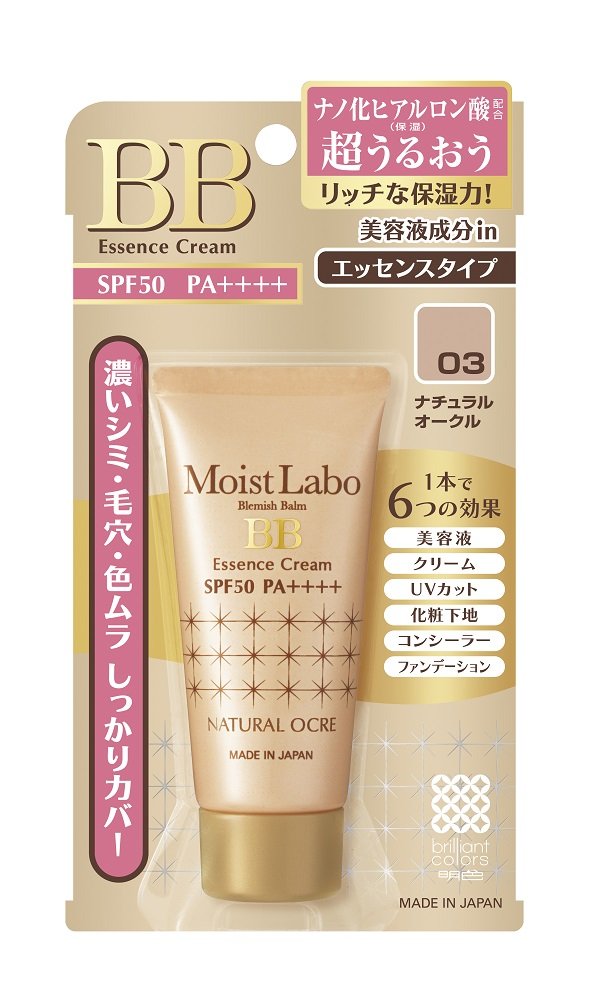 BB
Essence Cream
SPF50 PA++++
ナノ化ヒアルロン酸配合
(保湿)
超うるおう
リッチな保湿力!
美容液成分in
エッセンスタイプ
03
ナチュラル
オークル
濃いシミ・毛穴・色ムラ しっかりカバー
1本で
6つの効果
美容液
クリーム
UVカット
化粧下地
コンシーラー
ファンデーション
Moist Labo
Blemish Balm
BB
Essence Cream
SPF50 PA++++
NATURAL OCRE
MADE IN JAPAN
brilliant
colors
明色
MADE IN JAPAN